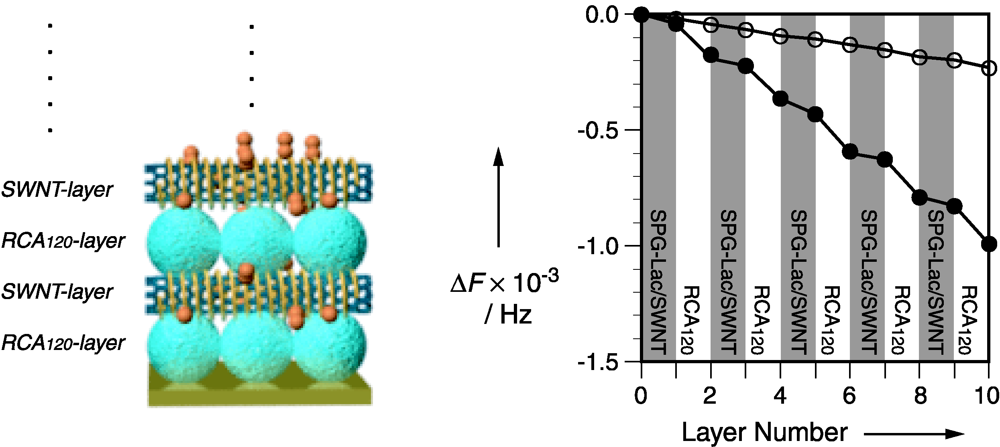 SWNT-layer
RCA120-layer
SWNT-layer
RCA120-layer
ΔF × 10-3
/ Hz
0.0
-0.5
-1.0
-1.5
SPG-Lac/SWNT
RCA120
SPG-Lac/SWNT
RCA120
SPG-Lac/SWNT
RCA120
SPG-Lac/SWNT
RCA120
SPG-Lac/SWNT
RCA120
0 2 4 6 8 10
Layer Number